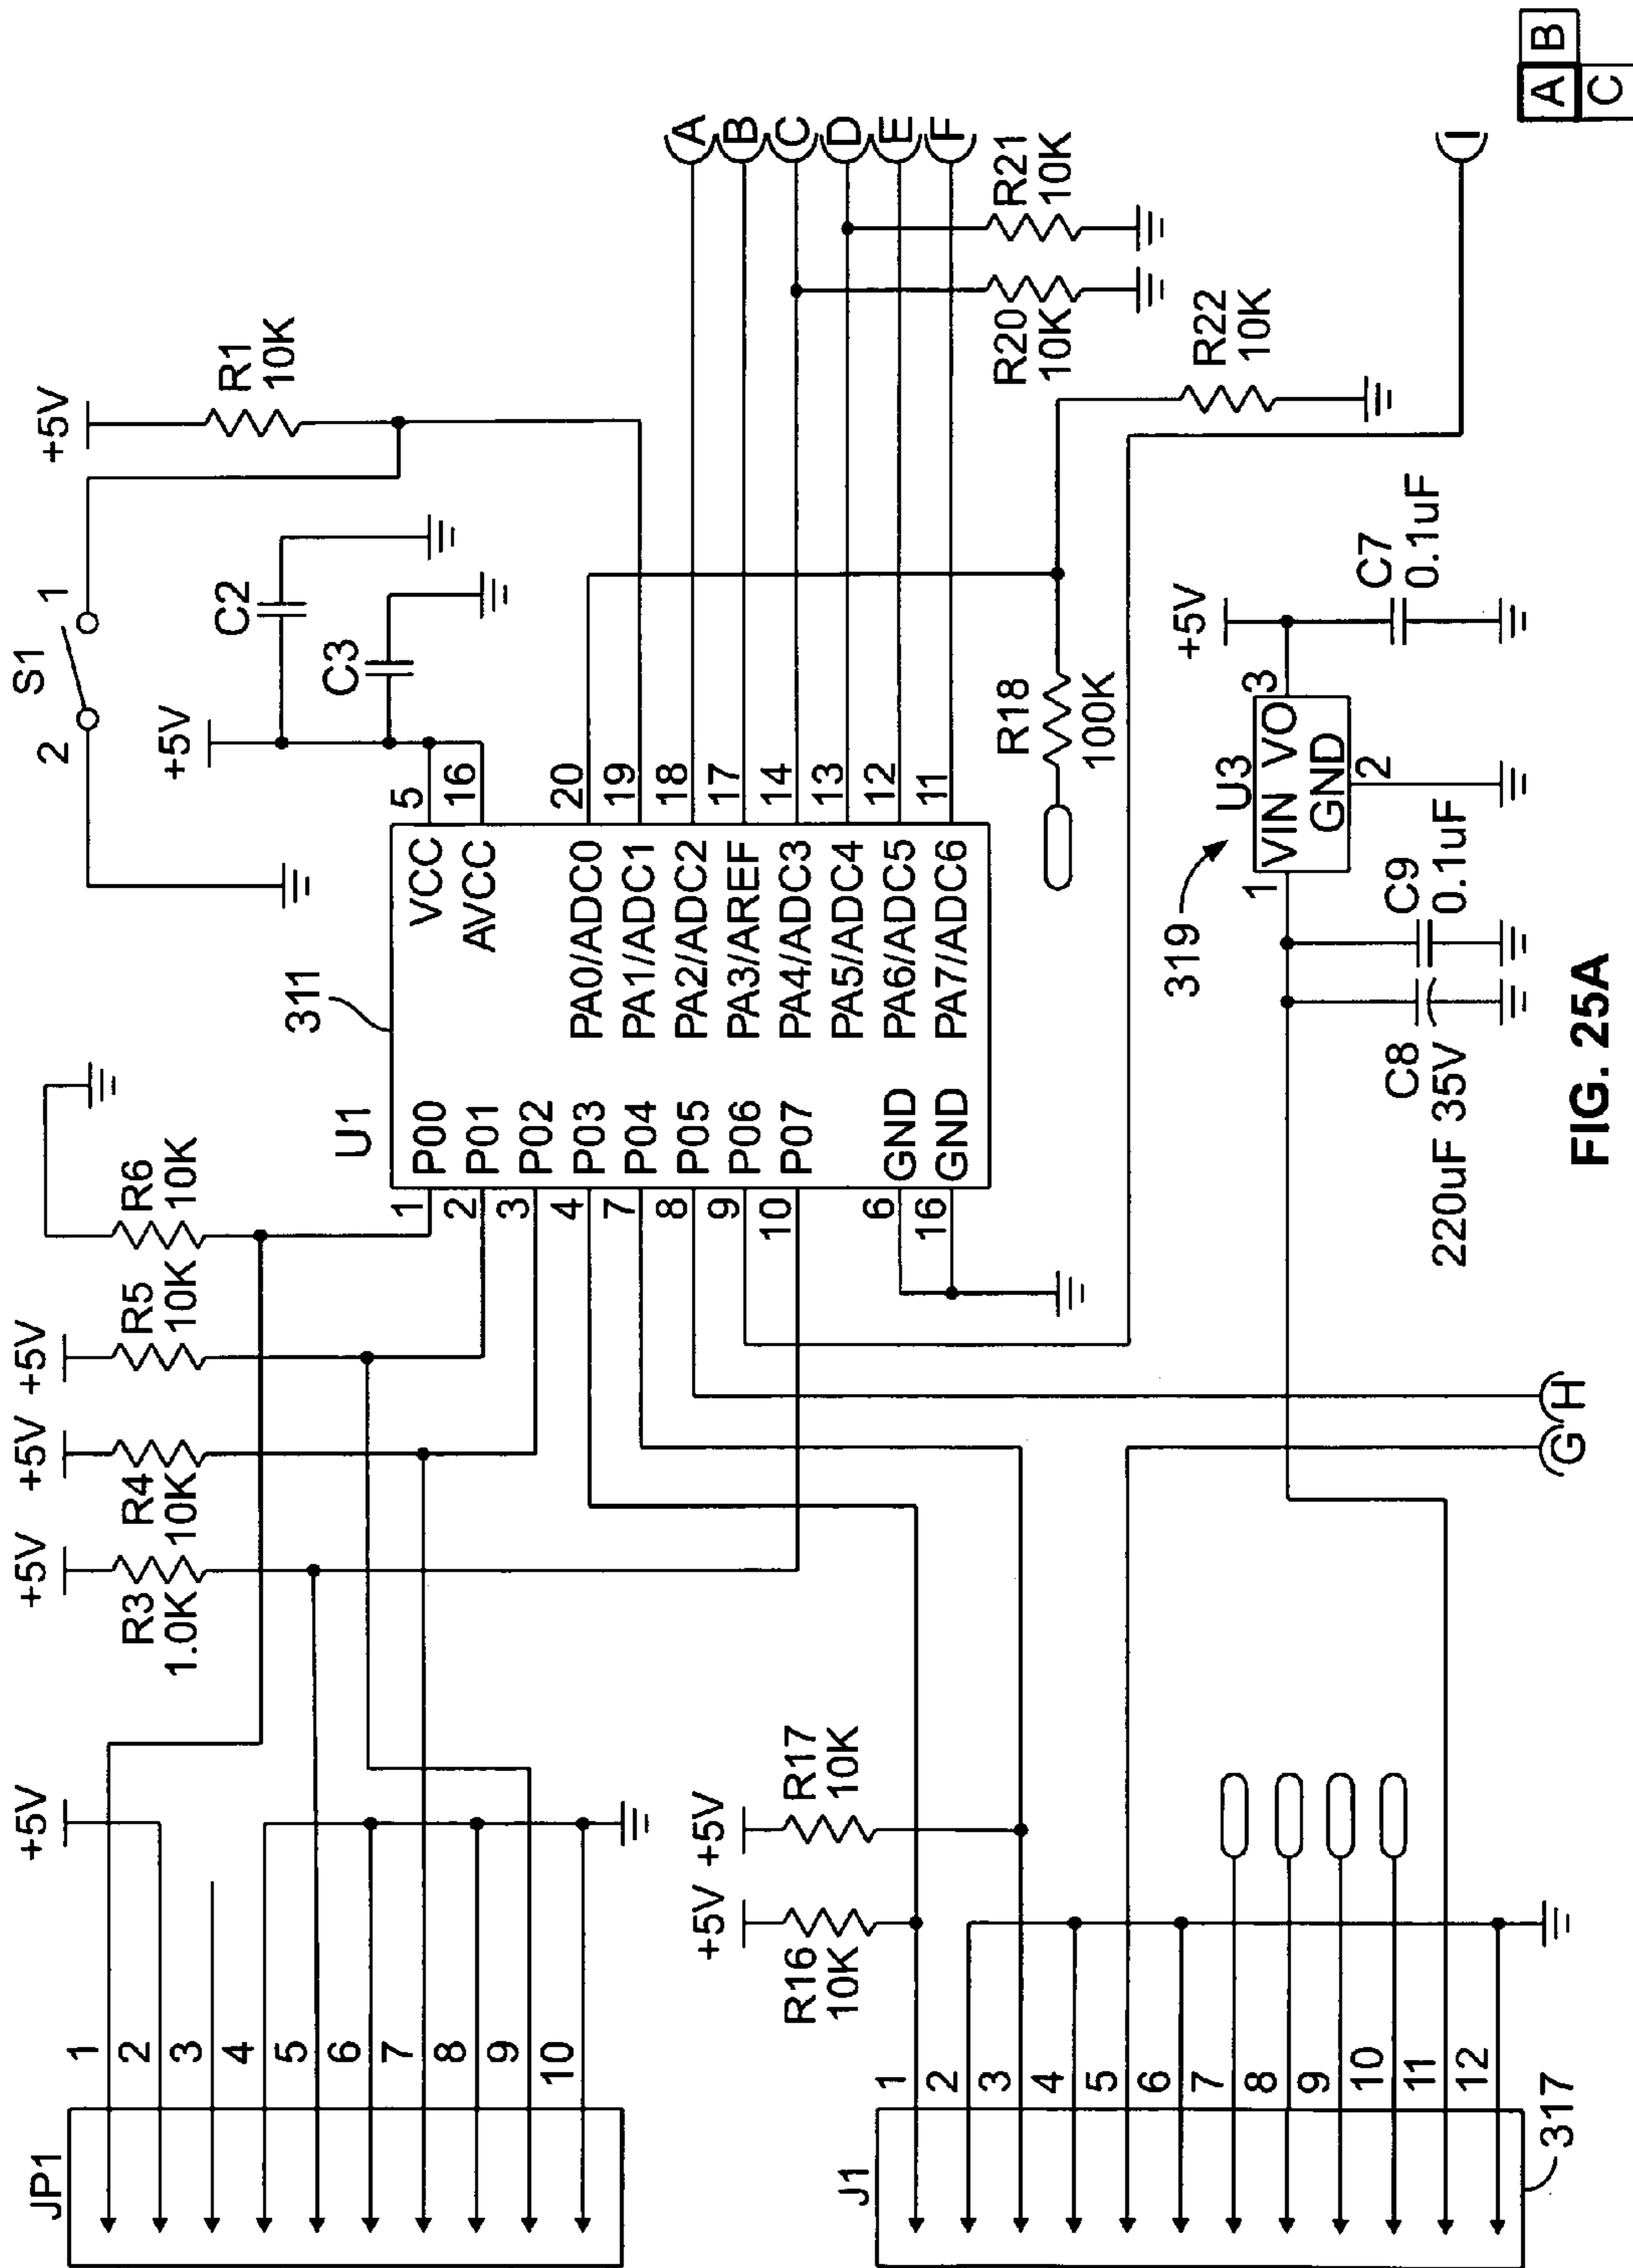 JP1
1
2
3
4
5
6
7
8
9
10
+5V
+5V
+5V
+5V
R3
1.0K
R4
10K
R5
10K
R6
10K
S1
2
1
+5V
R1
10K
+5V
C2
C3
U1
311
P00
P01
P02
P03
P04
P05
P06
P07
GND
GND
1
2
3
4
7
8
9
10
6
16
VCC
AVCC
PA0/ADC0
PA1/ADC1
PA2/ADC2
PA3/AREF
PA4/ADC3
PA5/ADC4
PA6/ADC5
PA7/ADC6
5
16
20
19
18
17
14
13
12
11
A
B
C
D
E
F
R20
10K
R21
10K
R22
10K
R18
100K
J1
1
2
3
4
5
6
7
8
9
10
11
12
317
+5V
+5V
R16
10K
R17
10K
G
H
I
319
U3
VIN VO
GND
1
3
2
+5V
C8
220uF 35V
C9
0.1uF
C7
0.1uF
FIG. 25A
A B
C